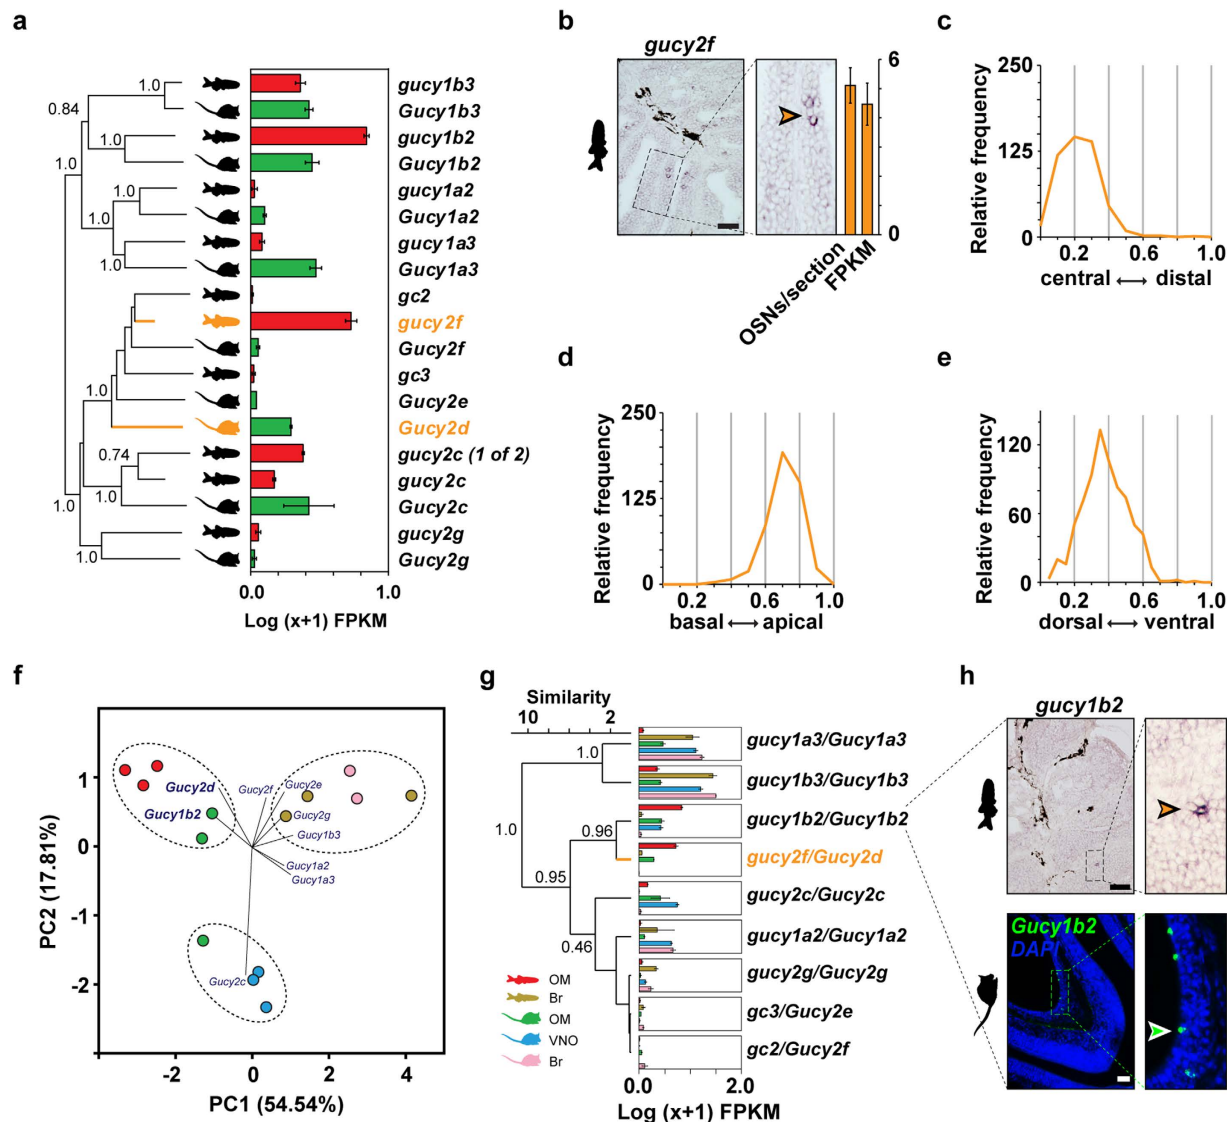 a
1.0
0.84
1.0
1.0
1.0
1.0
1.0
1.0
0.74
1.0
1.0
1.0
gucy1b3
Gucy1b3
gucy1b2
Gucy1b2
gucy1a2
Gucy1a2
gucy1a3
Gucy1a3
gc2
gucy2f
Gucy2f
gc3
Gucy2e
Gucy2d
gucy2c (1 of 2)
gucy2c
Gucy2c
gucy2g
Gucy2g
0.0 1.0
Log (x+1) FPKM
b
gucy2f
6
0
OSNs/section
FPKM
c
Relative frequency
250
125
0
0.2 0.6 1.0
central ↔ distal
d
Relative frequency
250
125
0
0.2 0.6 1.0
basal ↔ apical
e
Relative frequency
120
60
0
0.2 0.6 1.0
dorsal ↔ ventral
f
PC2 (17.81%)
1
0
-1
-2
Gucy2d
Gucy2f
Gucy2e
Gucy1b2
Gucy2g
Gucy1b3
Gucy1a2
Gucy1a3
Gucy2c
-2 0 2 4
PC1 (54.54%)
g
Similarity
10 2
1.0
1.0
0.96
0.95
0.46
OM
Br
OM
VNO
Br
gucy1a3/Gucy1a3
gucy1b3/Gucy1b3
gucy1b2/Gucy1b2
gucy2f/Gucy2d
gucy2c/Gucy2c
gucy1a2/Gucy1a2
gucy2g/Gucy2g
gc3/Gucy2e
gc2/Gucy2f
0.0 2.0
Log (x+1) FPKM
h
gucy1b2
Gucy1b2
DAPI